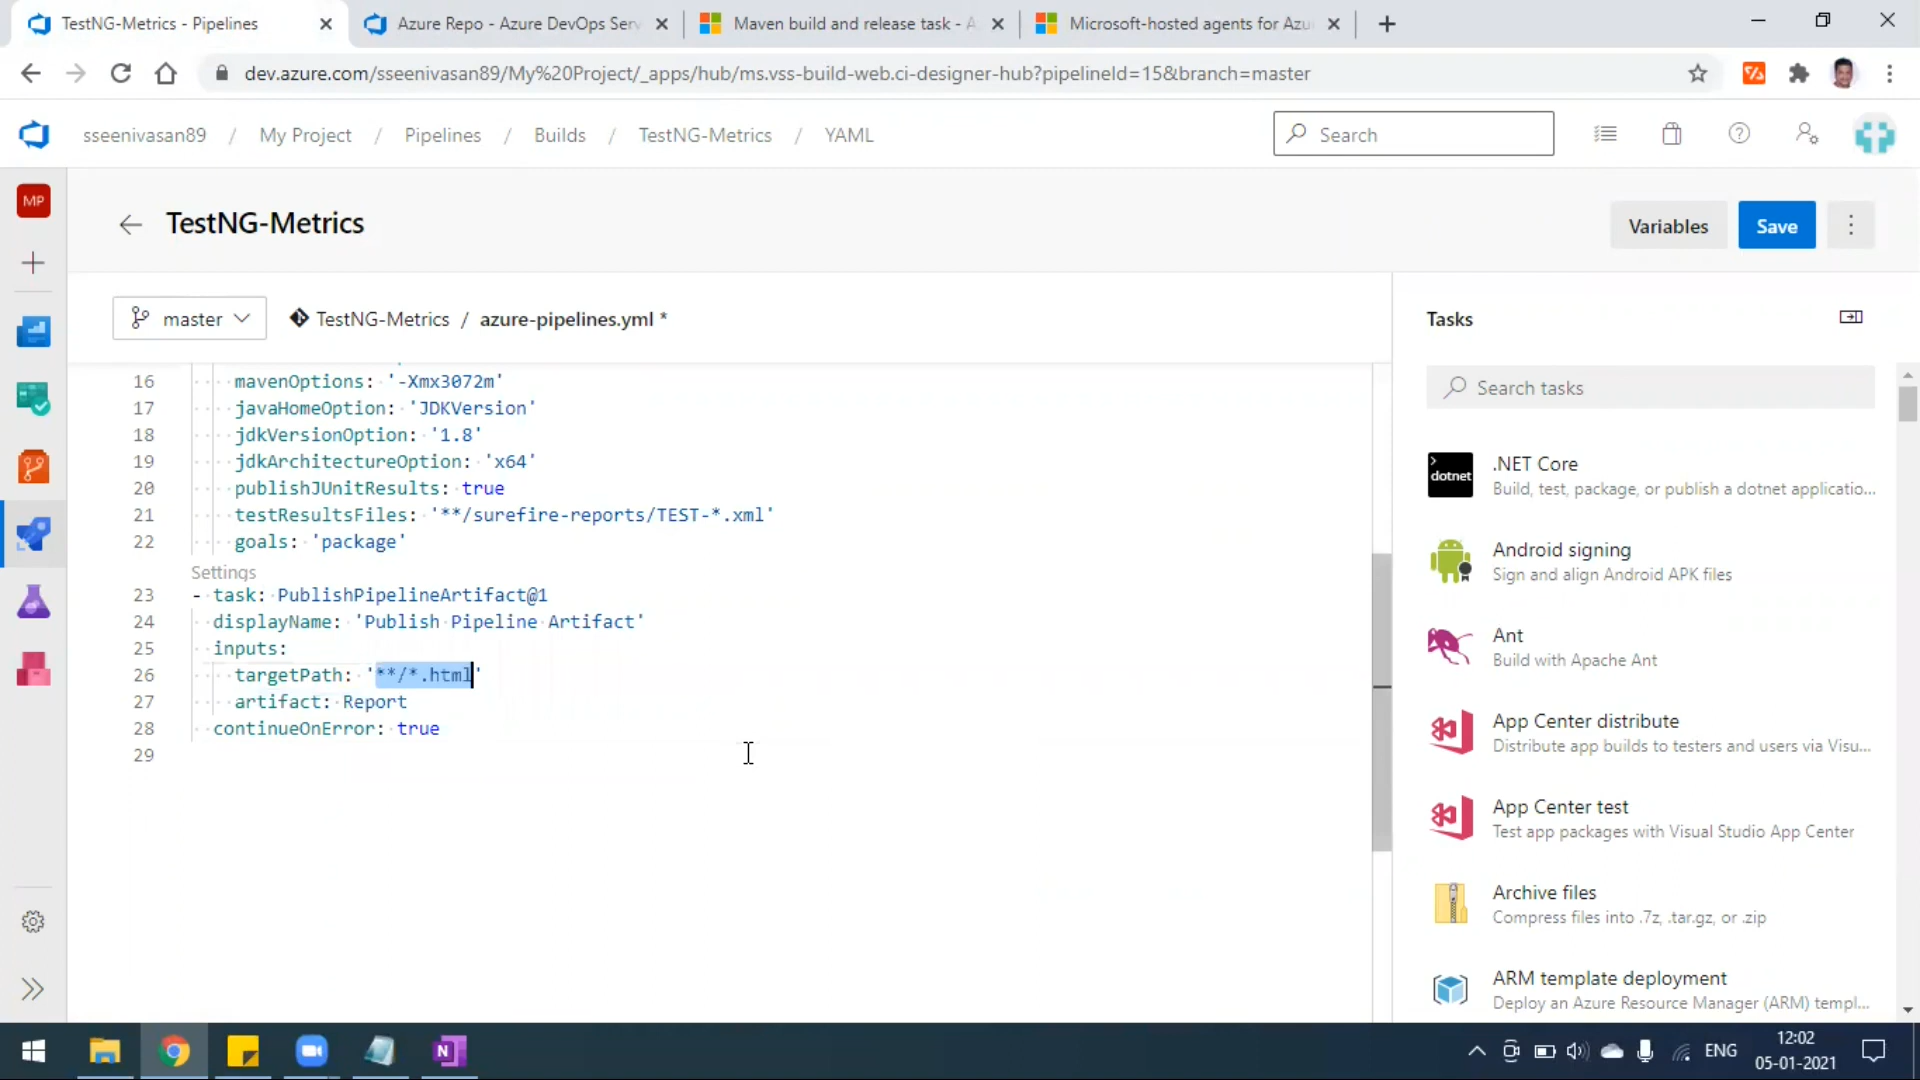 TestNG-Metrics - Pipelines
Azure Repo - Azure DevOps Serv
Maven build and release task - A
Microsoft-hosted agents for Azu
dev.azure.com/sseenivasan89/My%20Project/_apps/hub/ms.vss-build-web.ci-designer-hub?pipelineId=15&branch=master
sseenivasan89 / My Project / Pipelines / Builds / TestNG-Metrics / YAML
Search
MP
TestNG-Metrics
Variables
Save
master
TestNG-Metrics / azure-pipelines.yml *
Tasks
Search tasks
16 mavenOptions: '-Xmx3072m'
17 javaHomeOption: 'JDKVersion'
18 jdkVersionOption: '1.8'
19 jdkArchitectureOption: 'x64'
20 publishJUnitResults: true
21 testResultsFiles: '**/surefire-reports/TEST-*.xml'
22 goals: 'package'
Settings
23 - task: PublishPipelineArtifact@1
24 displayName: 'Publish Pipeline Artifact'
25 inputs:
26 targetPath: '**/*.html'
27 artifact: Report
28 continueOnError: true
29
dotnet
.NET Core
Build, test, package, or publish a dotnet applicatio...
Android signing
Sign and align Android APK files
Ant
Build with Apache Ant
App Center distribute
Distribute app builds to testers and users via Visu...
App Center test
Test app packages with Visual Studio App Center
Archive files
Compress files into .7z, .tar.gz, or .zip
ARM template deployment
Deploy an Azure Resource Manager (ARM) templ...
N
ENG
12:02
05-01-2021